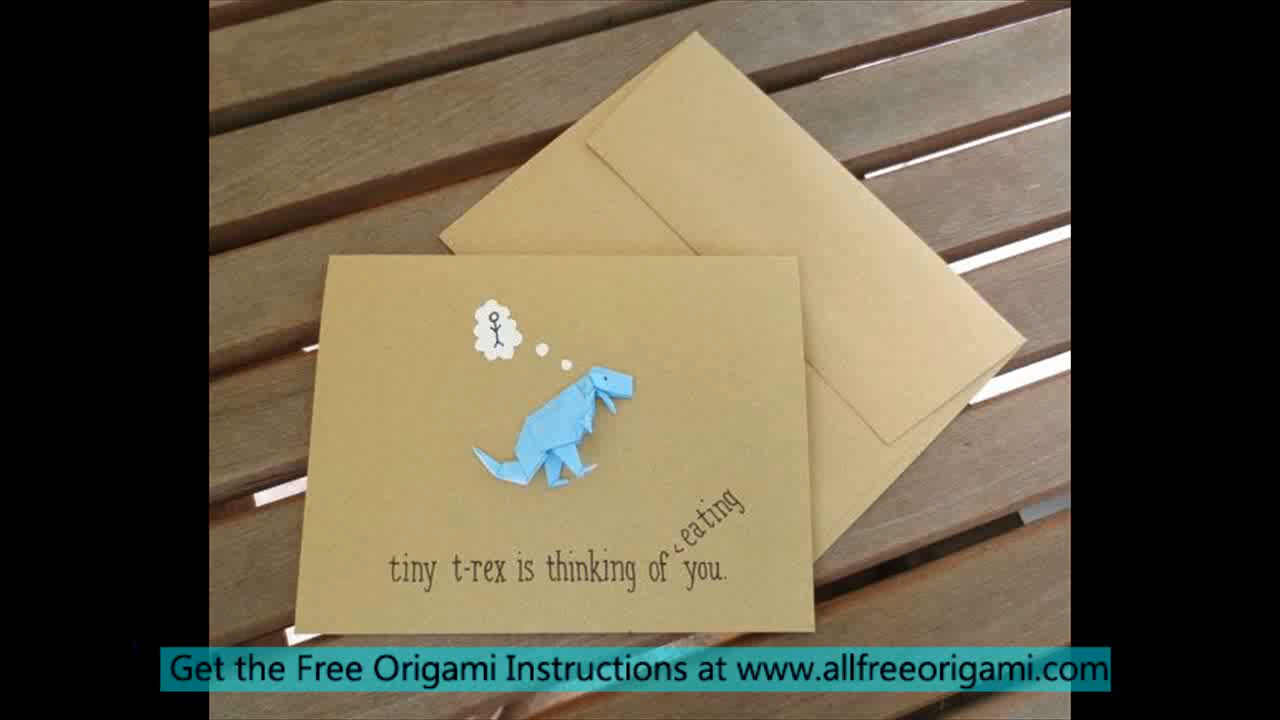 eating
tiny t-rex is thinking of you.
Get the Free Origami Instructions at www.allfreeorigami.com